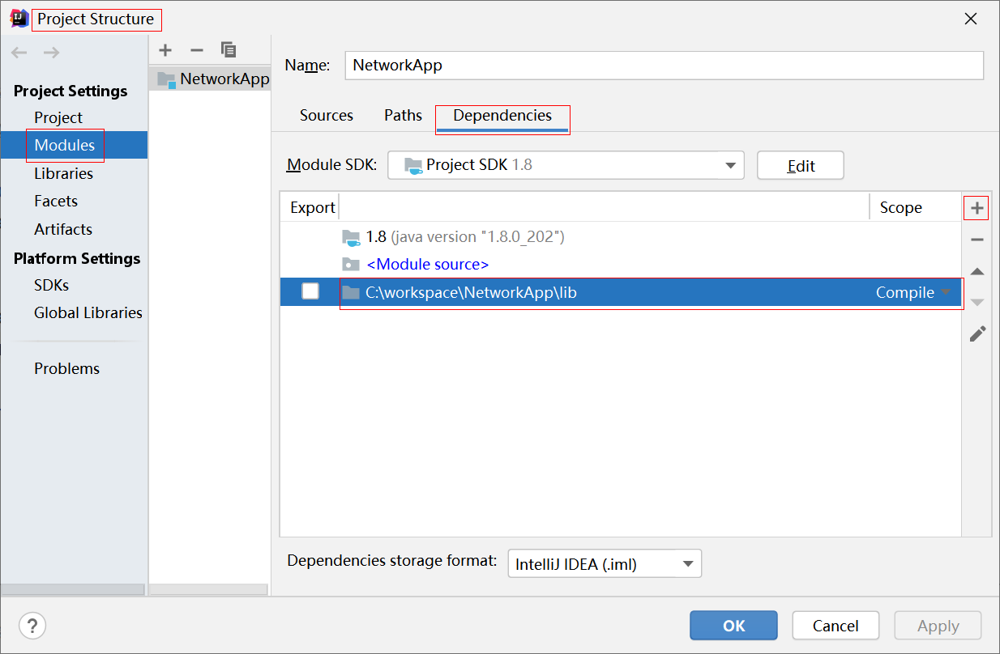 Project Structure
Project Settings
Project
Modules
Libraries
Facets
Artifacts
Platform Settings
SDKs
Global Libraries
Problems
NetworkApp
Name: NetworkApp
Sources Paths Dependencies
Module SDK: Project SDK 1.8 Edit
Export Scope
1.8 (java version "1.8.0_202")
<Module source>
C:\workspace\NetworkApp\lib Compile
Dependencies storage format: IntelliJ IDEA (.iml)
? OK Cancel Apply